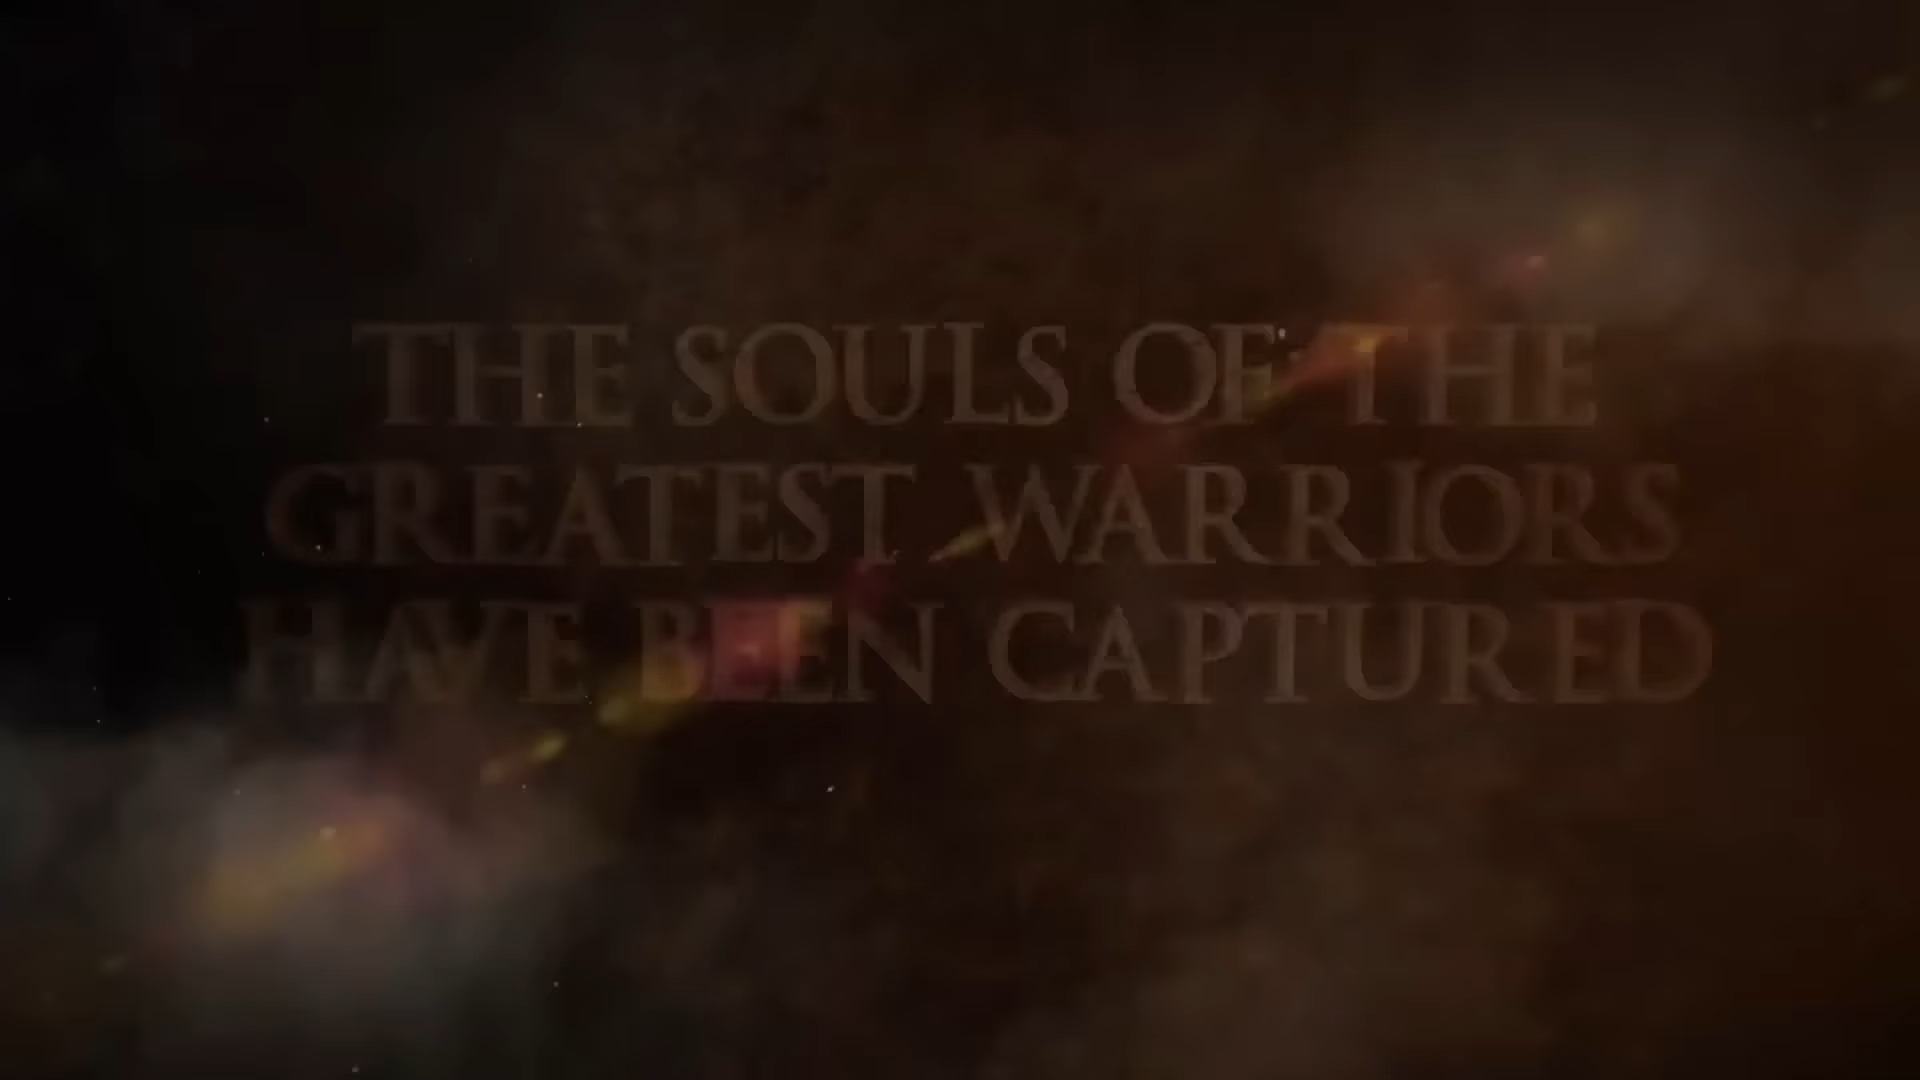 THE SOULS OF THE
GREATEST WARRIORS
HAVE BEEN CAPTURED